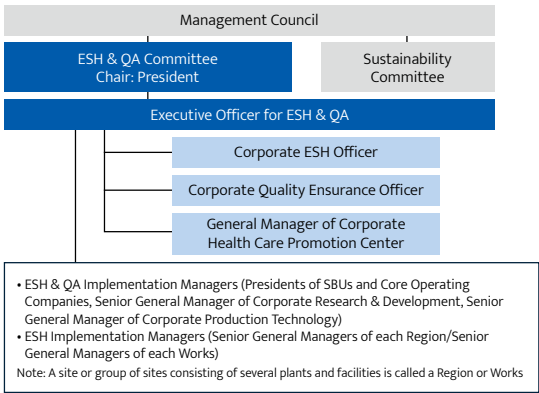 Management Council
ESH & QA Committee
Chair: President
Sustainability
Committee
Executive Officer for ESH & QA
Corporate ESH Officer
Corporate Quality Ensurance Officer
General Manager of Corporate
Health Care Promotion Center
• ESH & QA Implementation Managers (Presidents of SBUs and Core Operating
Companies, Senior General Manager of Corporate Research & Development, Senior
General Manager of Corporate Production Technology)
• ESH Implementation Managers (Senior General Managers of each Region/Senior
General Managers of each Works)
Note: A site or group of sites consisting of several plants and facilities is called a Region or Works